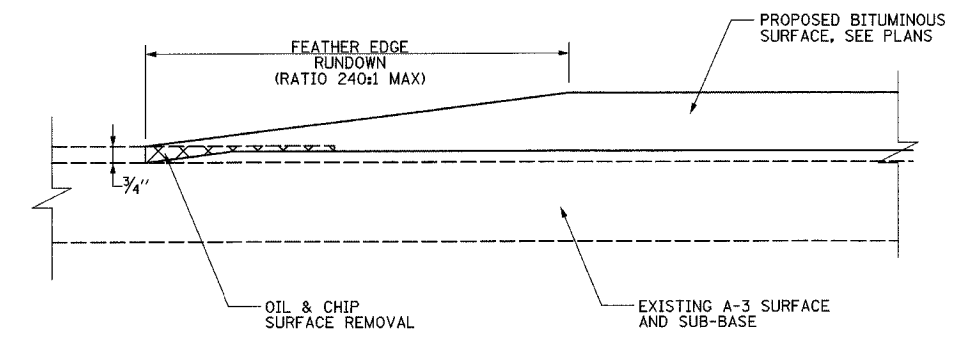 PROPOSED BITUMINOUS
SURFACE, SEE PLANS
FEATHER EDGE
RUNDOWN
(RATIO 240:1 MAX)
3/4"
OIL & CHIP
SURFACE REMOVAL
EXISTING A-3 SURFACE
AND SUB-BASE